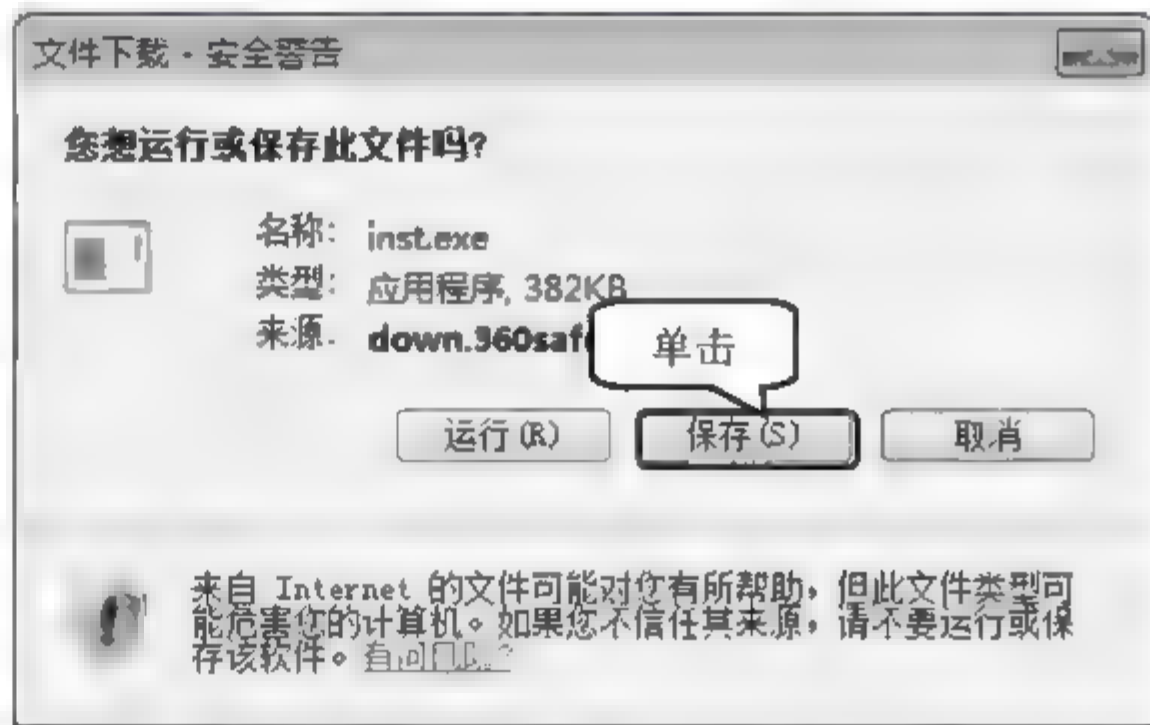 文件下载 - 安全警告
您想运行或保存此文件吗?
名称: inst.exe
类型: 应用程序, 382KB
来源: down.360saf
单击
运行(R) 保存(S) 取消
来自 Internet 的文件可能对您有所帮助，但此文件类型可
能危害您的计算机。如果您不信任其来源，请不要运行或保
存该软件。